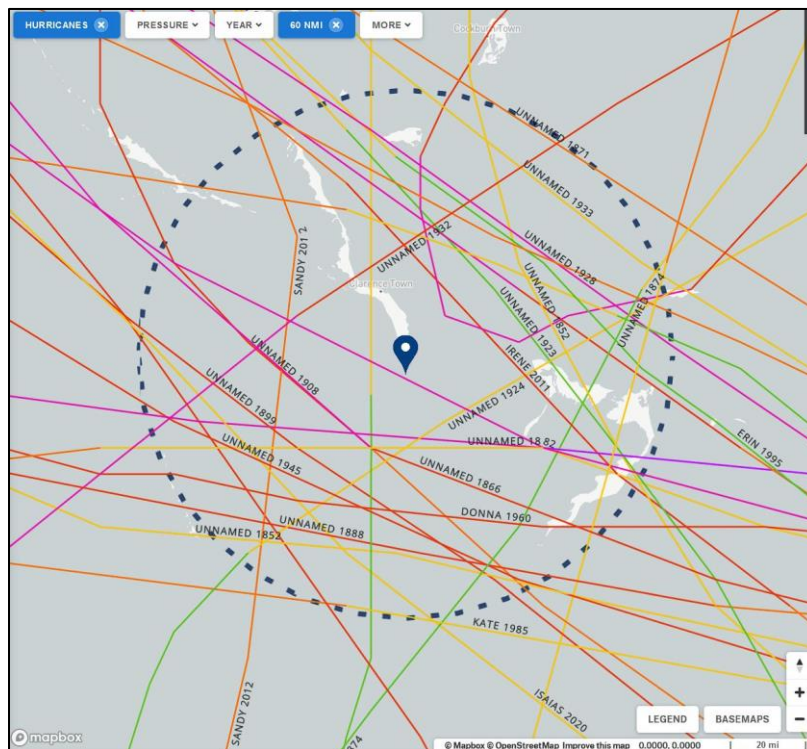 HURRICANES
PRESSURE
YEAR
60 NMI
MORE
Cockburn Town
UNNAMED 1871
UNNAMED 1933
UNNAMED 1932
UNNAMED 1928
SANDY 2012
Clarence Town
UNNAMED 1874
UNNAMED 1852
UNNAMED 1923
IRENE 2011
UNNAMED 1908
UNNAMED 1899
UNNAMED 1924
UNNAMED 1882
ERIN 1995
UNNAMED 1945
UNNAMED 1866
DONNA 1960
UNNAMED 1852
UNNAMED 1888
KATE 1985
SANDY 2012
ISAIAS 2020
LEGEND
BASEMAPS
+
−
mapbox
© Mapbox © OpenStreetMap Improve this map 0.0000, 0.0000 20 mi